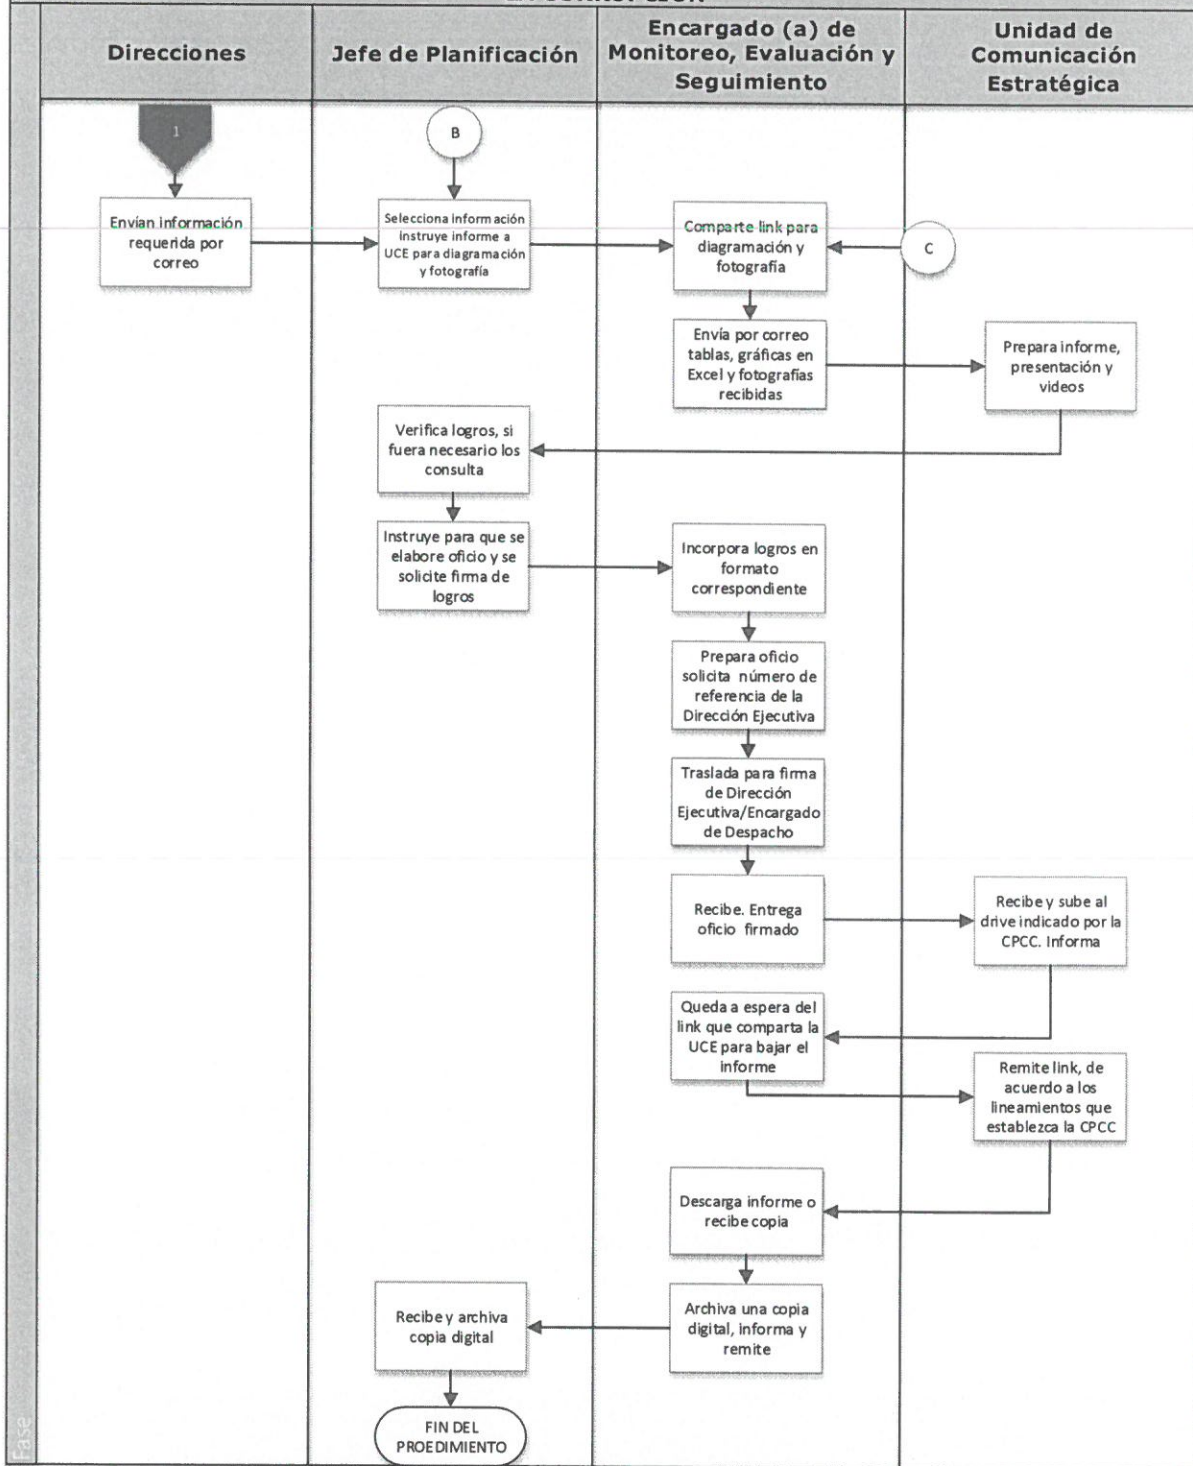 Direcciones
Jefe de Planificación
Encargado (a) de
Monitoreo, Evaluación y
Seguimiento
Unidad de
Comunicación
Estratégica
1
B
Envían información
requerida por
correo
Selecciona información
instruye informe a
UCE para diagramación
y fotografía
Comparte link para
diagramación y
fotografía
C
Envía por correo
tablas, gráficas en
Excel y fotografías
recibidas
Prepara informe,
presentación y
videos
Verifica logros, si
fuera necesario los
consulta
Instruye para que se
elabore oficio y se
solicite firma de
logros
Incorpora logros en
formato
correspondiente
Prepara oficio
solicita número de
referencia de la
Dirección Ejecutiva
Traslada para firma
de Dirección
Ejecutiva/Encargado
de Despacho
Recibe. Entrega
oficio firmado
Recibe y sube al
drive indicado por la
CPCC. Informa
Queda a espera del
link que comparta la
UCE para bajar el
informe
Remite link, de
acuerdo a los
lineamientos que
establezca la CPCC
Descarga informe o
recibe copia
Archiva una copia
digital, informa y
remite
Recibe y archiva
copia digital
FIN DEL
PROEDIMIENTO
Fase